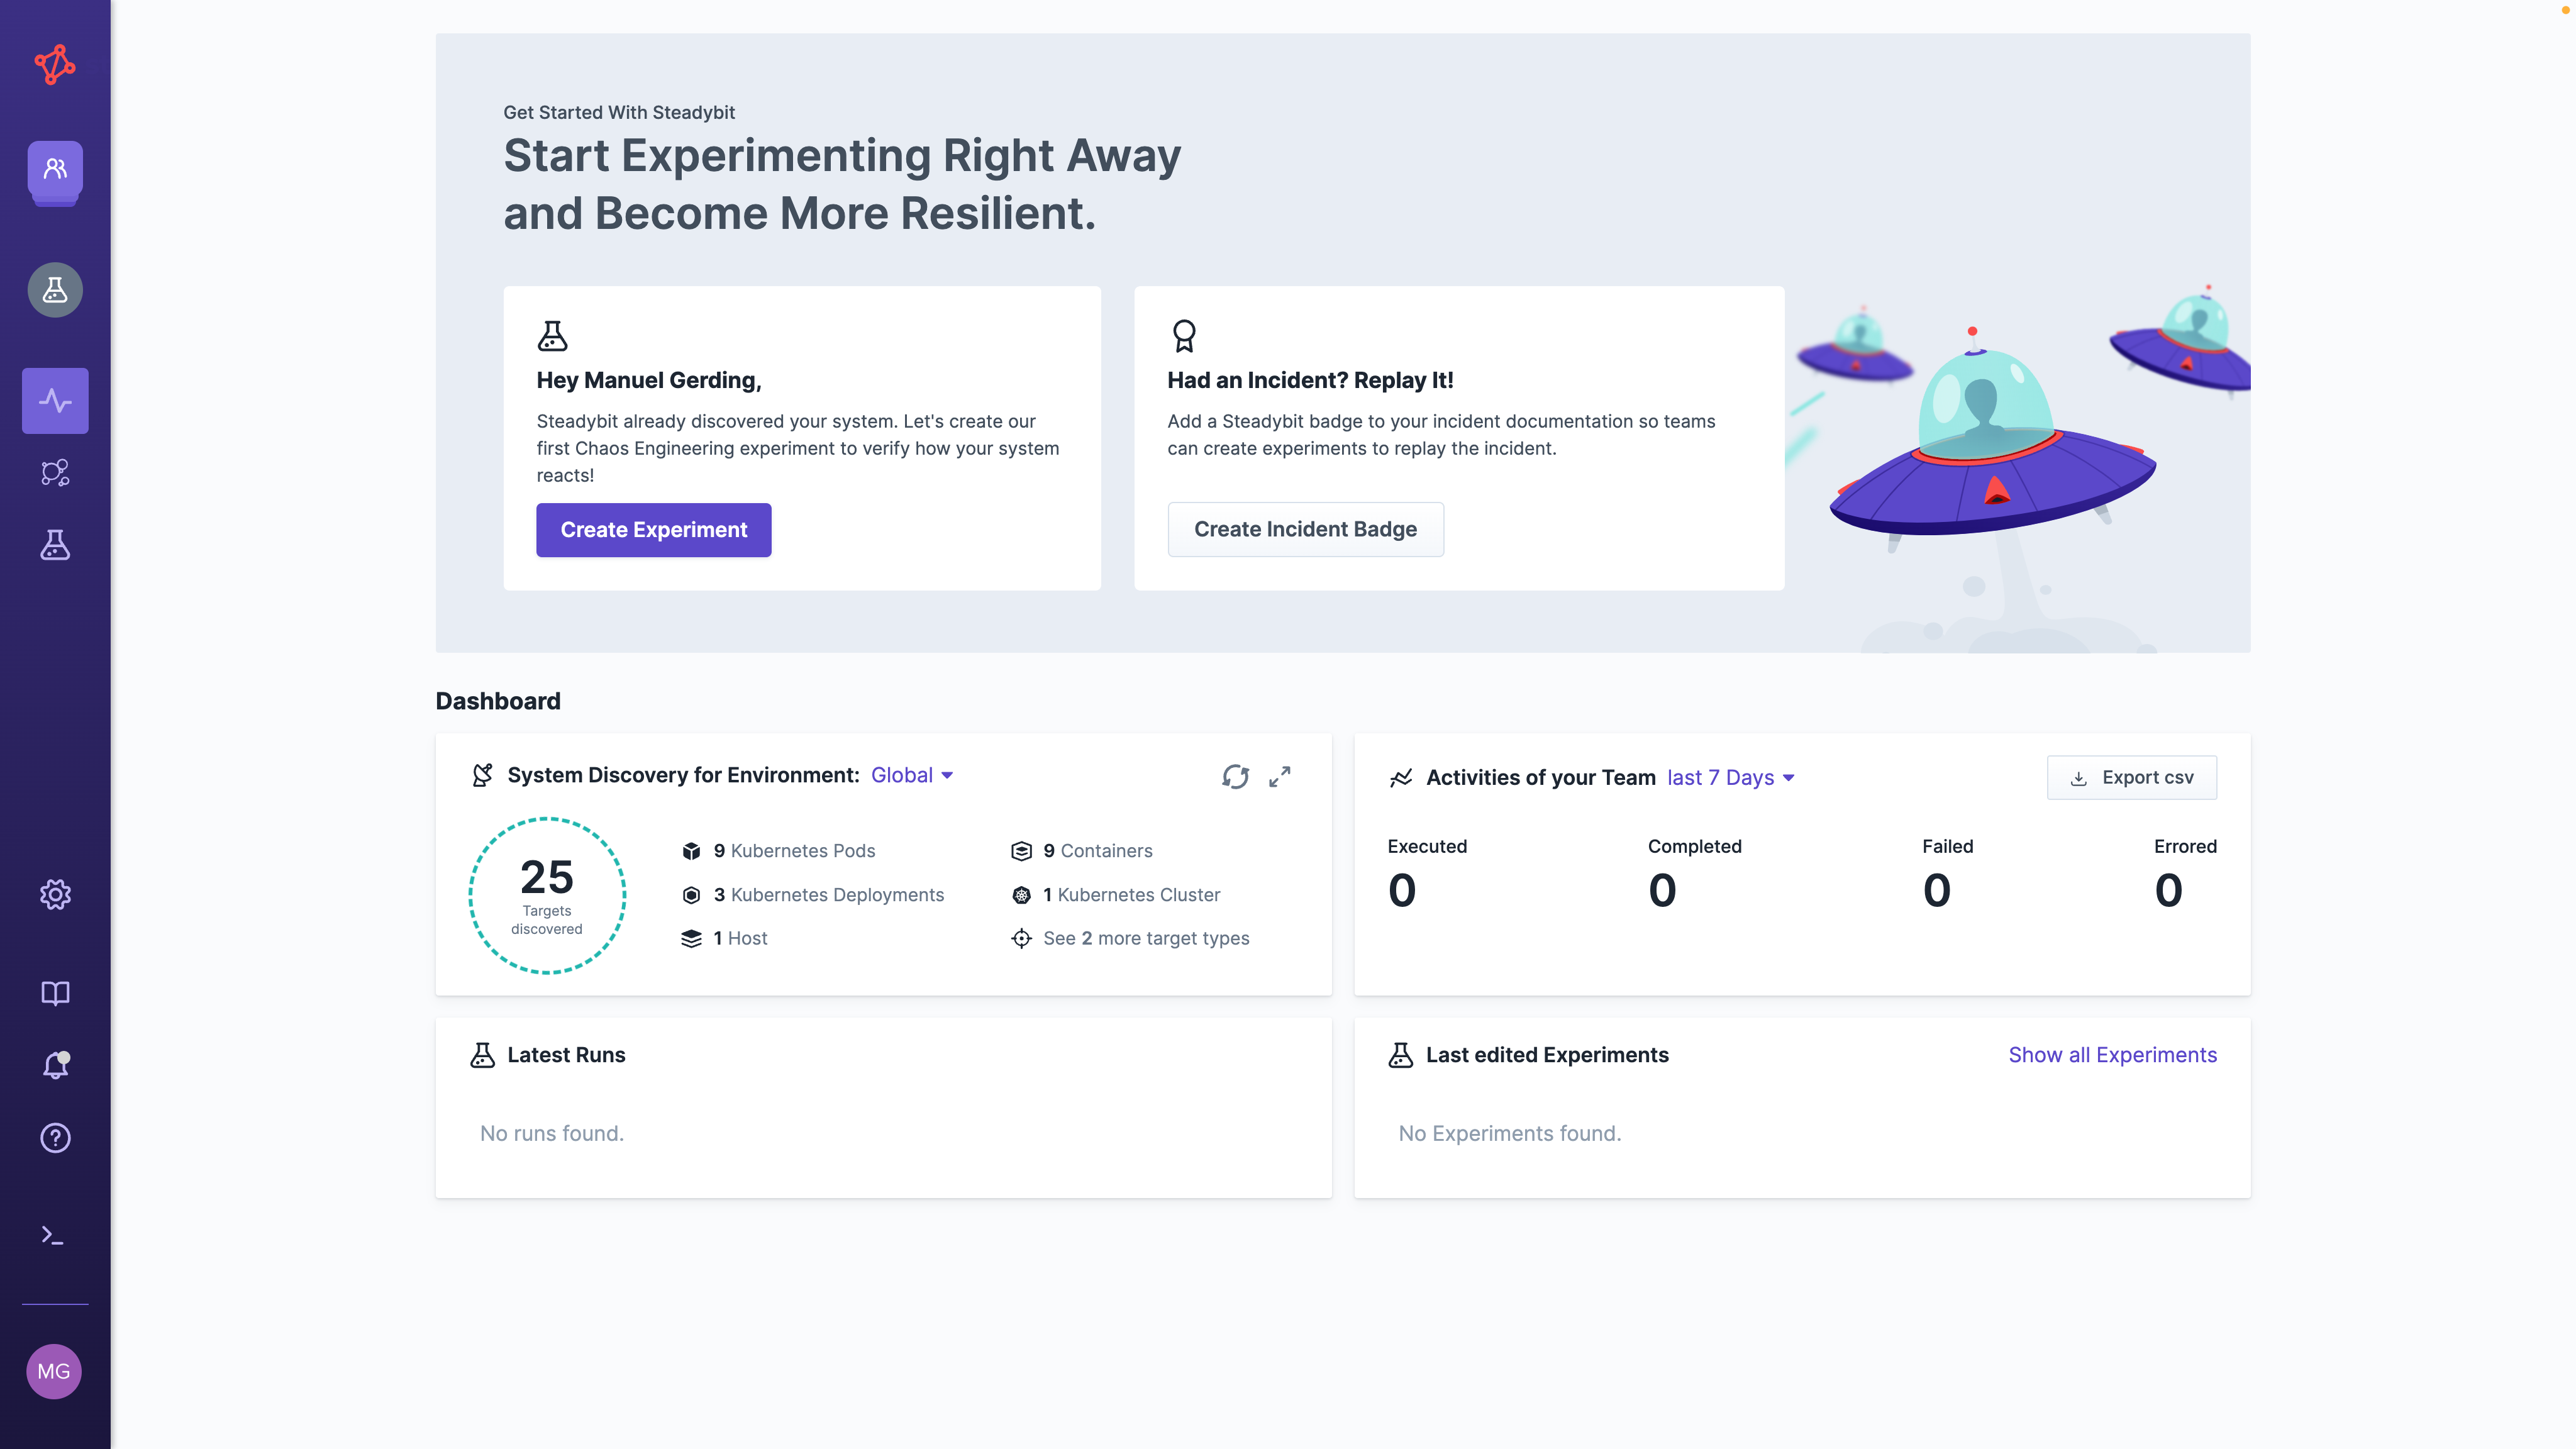 Get Started With Steadybit
Start Experimenting Right Away
and Become More Resilient.
Hey Manuel Gerding,
Steadybit already discovered your system. Let's create our
first Chaos Engineering experiment to verify how your system
reacts!
Create Experiment
Had an Incident? Replay It!
Add a Steadybit badge to your incident documentation so teams
can create experiments to replay the incident.
Create Incident Badge
Dashboard
System Discovery for Environment: Global
25
Targets
discovered
9 Kubernetes Pods
9 Containers
3 Kubernetes Deployments
1 Kubernetes Cluster
1 Host
See 2 more target types
Activities of your Team last 7 Days
Export csv
Executed
Completed
Failed
Errored
0
0
0
0
Latest Runs
No runs found.
Last edited Experiments
Show all Experiments
No Experiments found.
MG